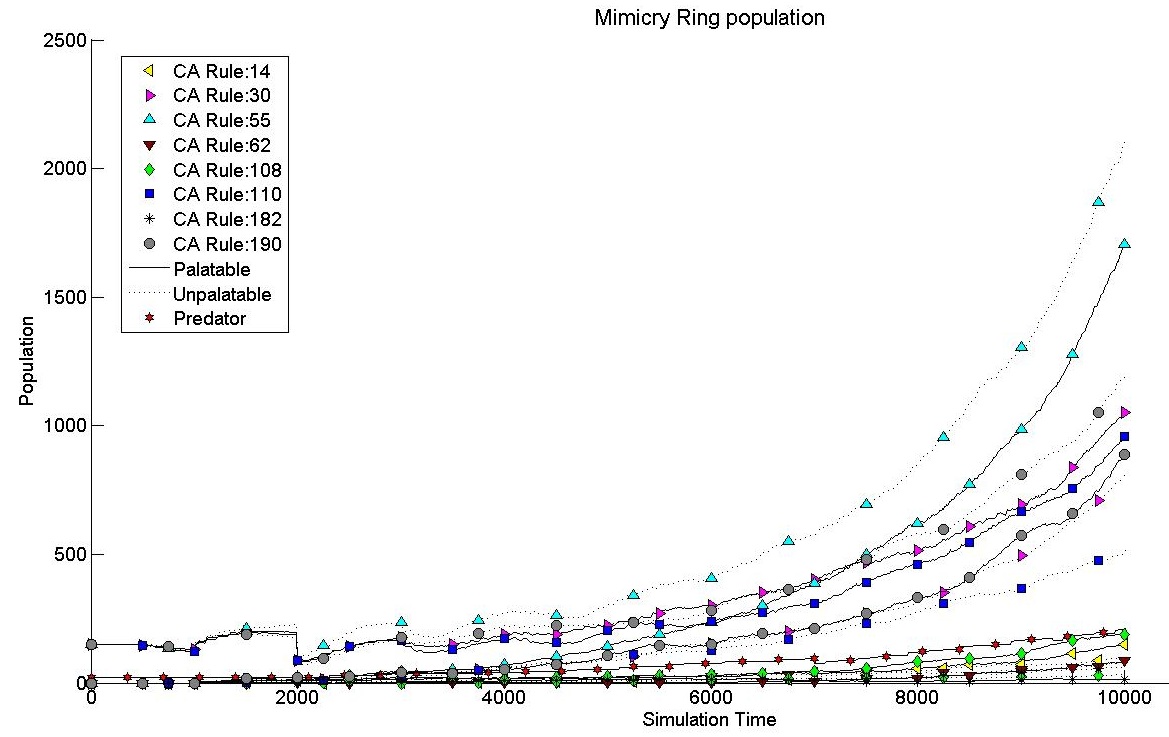 Mimicry Ring population
2500
2000
1500
1000
500
0
Population
CA Rule:14
CA Rule:30
CA Rule:55
CA Rule:62
CA Rule:108
CA Rule:110
CA Rule:182
CA Rule:190
Palatable
Unpalatable
Predator
0 2000 4000 6000 8000 10000
Simulation Time